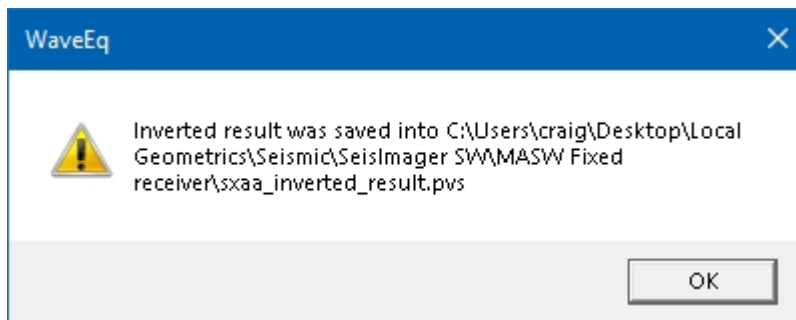 WaveEq
Inverted result was saved into C:\Users\craig\Desktop\Local
Geometrics\Seismic\SeisImager SW\MASW Fixed
receiver\sxaa_inverted_result.pvs
OK